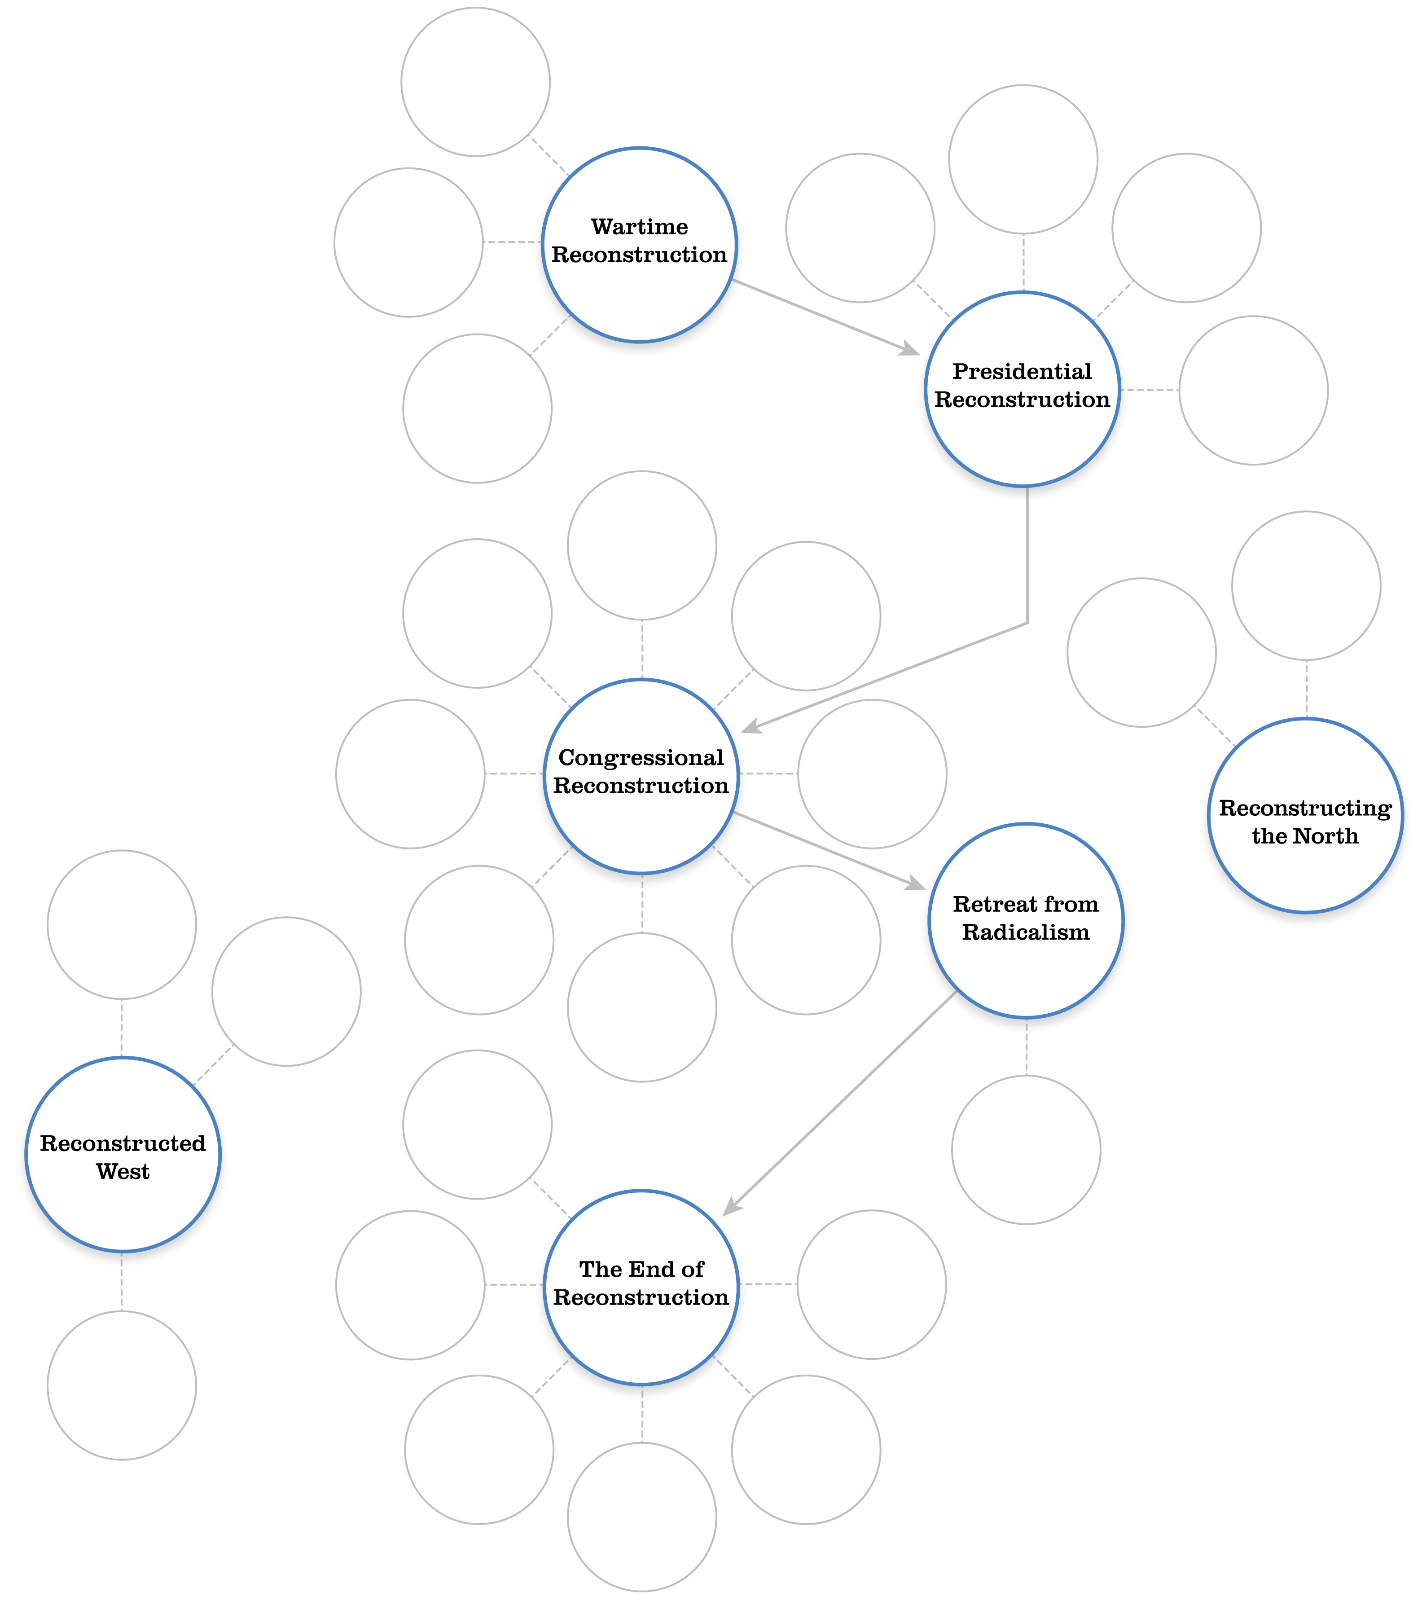 Wartime
Reconstruction
Presidential
Reconstruction
Congressional
Reconstruction
Reconstructing
the North
Retreat from
Radicalism
Reconstructed
West
The End of
Reconstruction